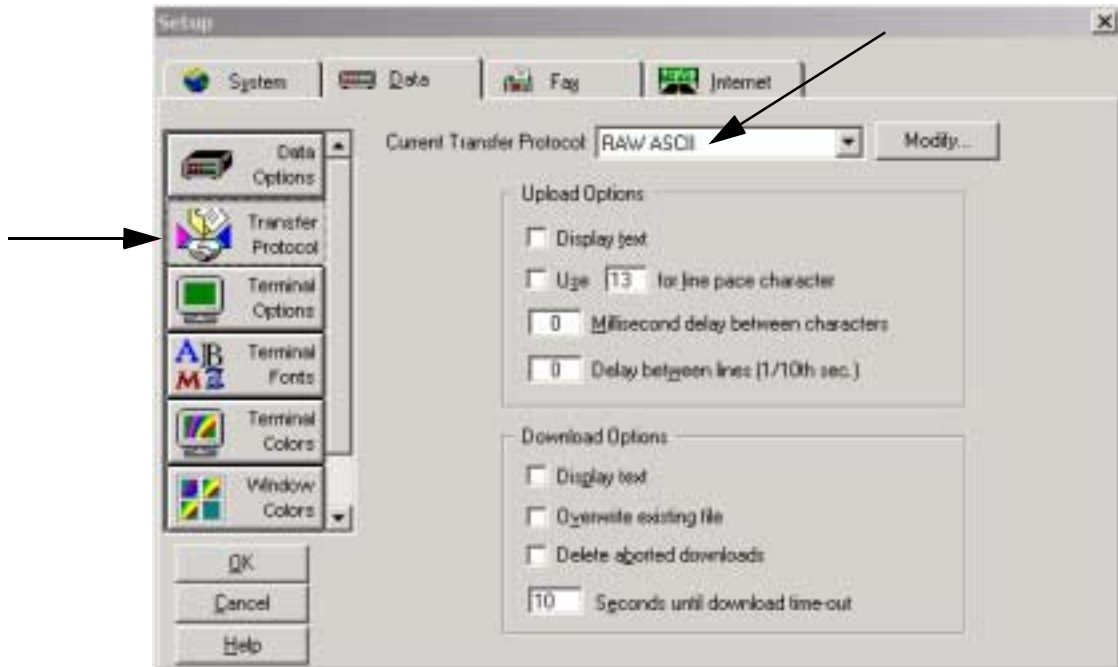 Setup
System
Data
Fax
Internet
Data
Options
Transfer
Protocol
Terminal
Options
Terminal
Fonts
Terminal
Colors
Window
Colors
OK
Cancel
Help
Current Transfer Protocol: RAW ASCII
Modify...
Upload Options
Display text
Use 13 for line pace character
0 Millisecond delay between characters
0 Delay between lines (1/10th sec.)
Download Options
Display text
Overwrite existing file
Delete aborted downloads
10 Seconds until download time-out